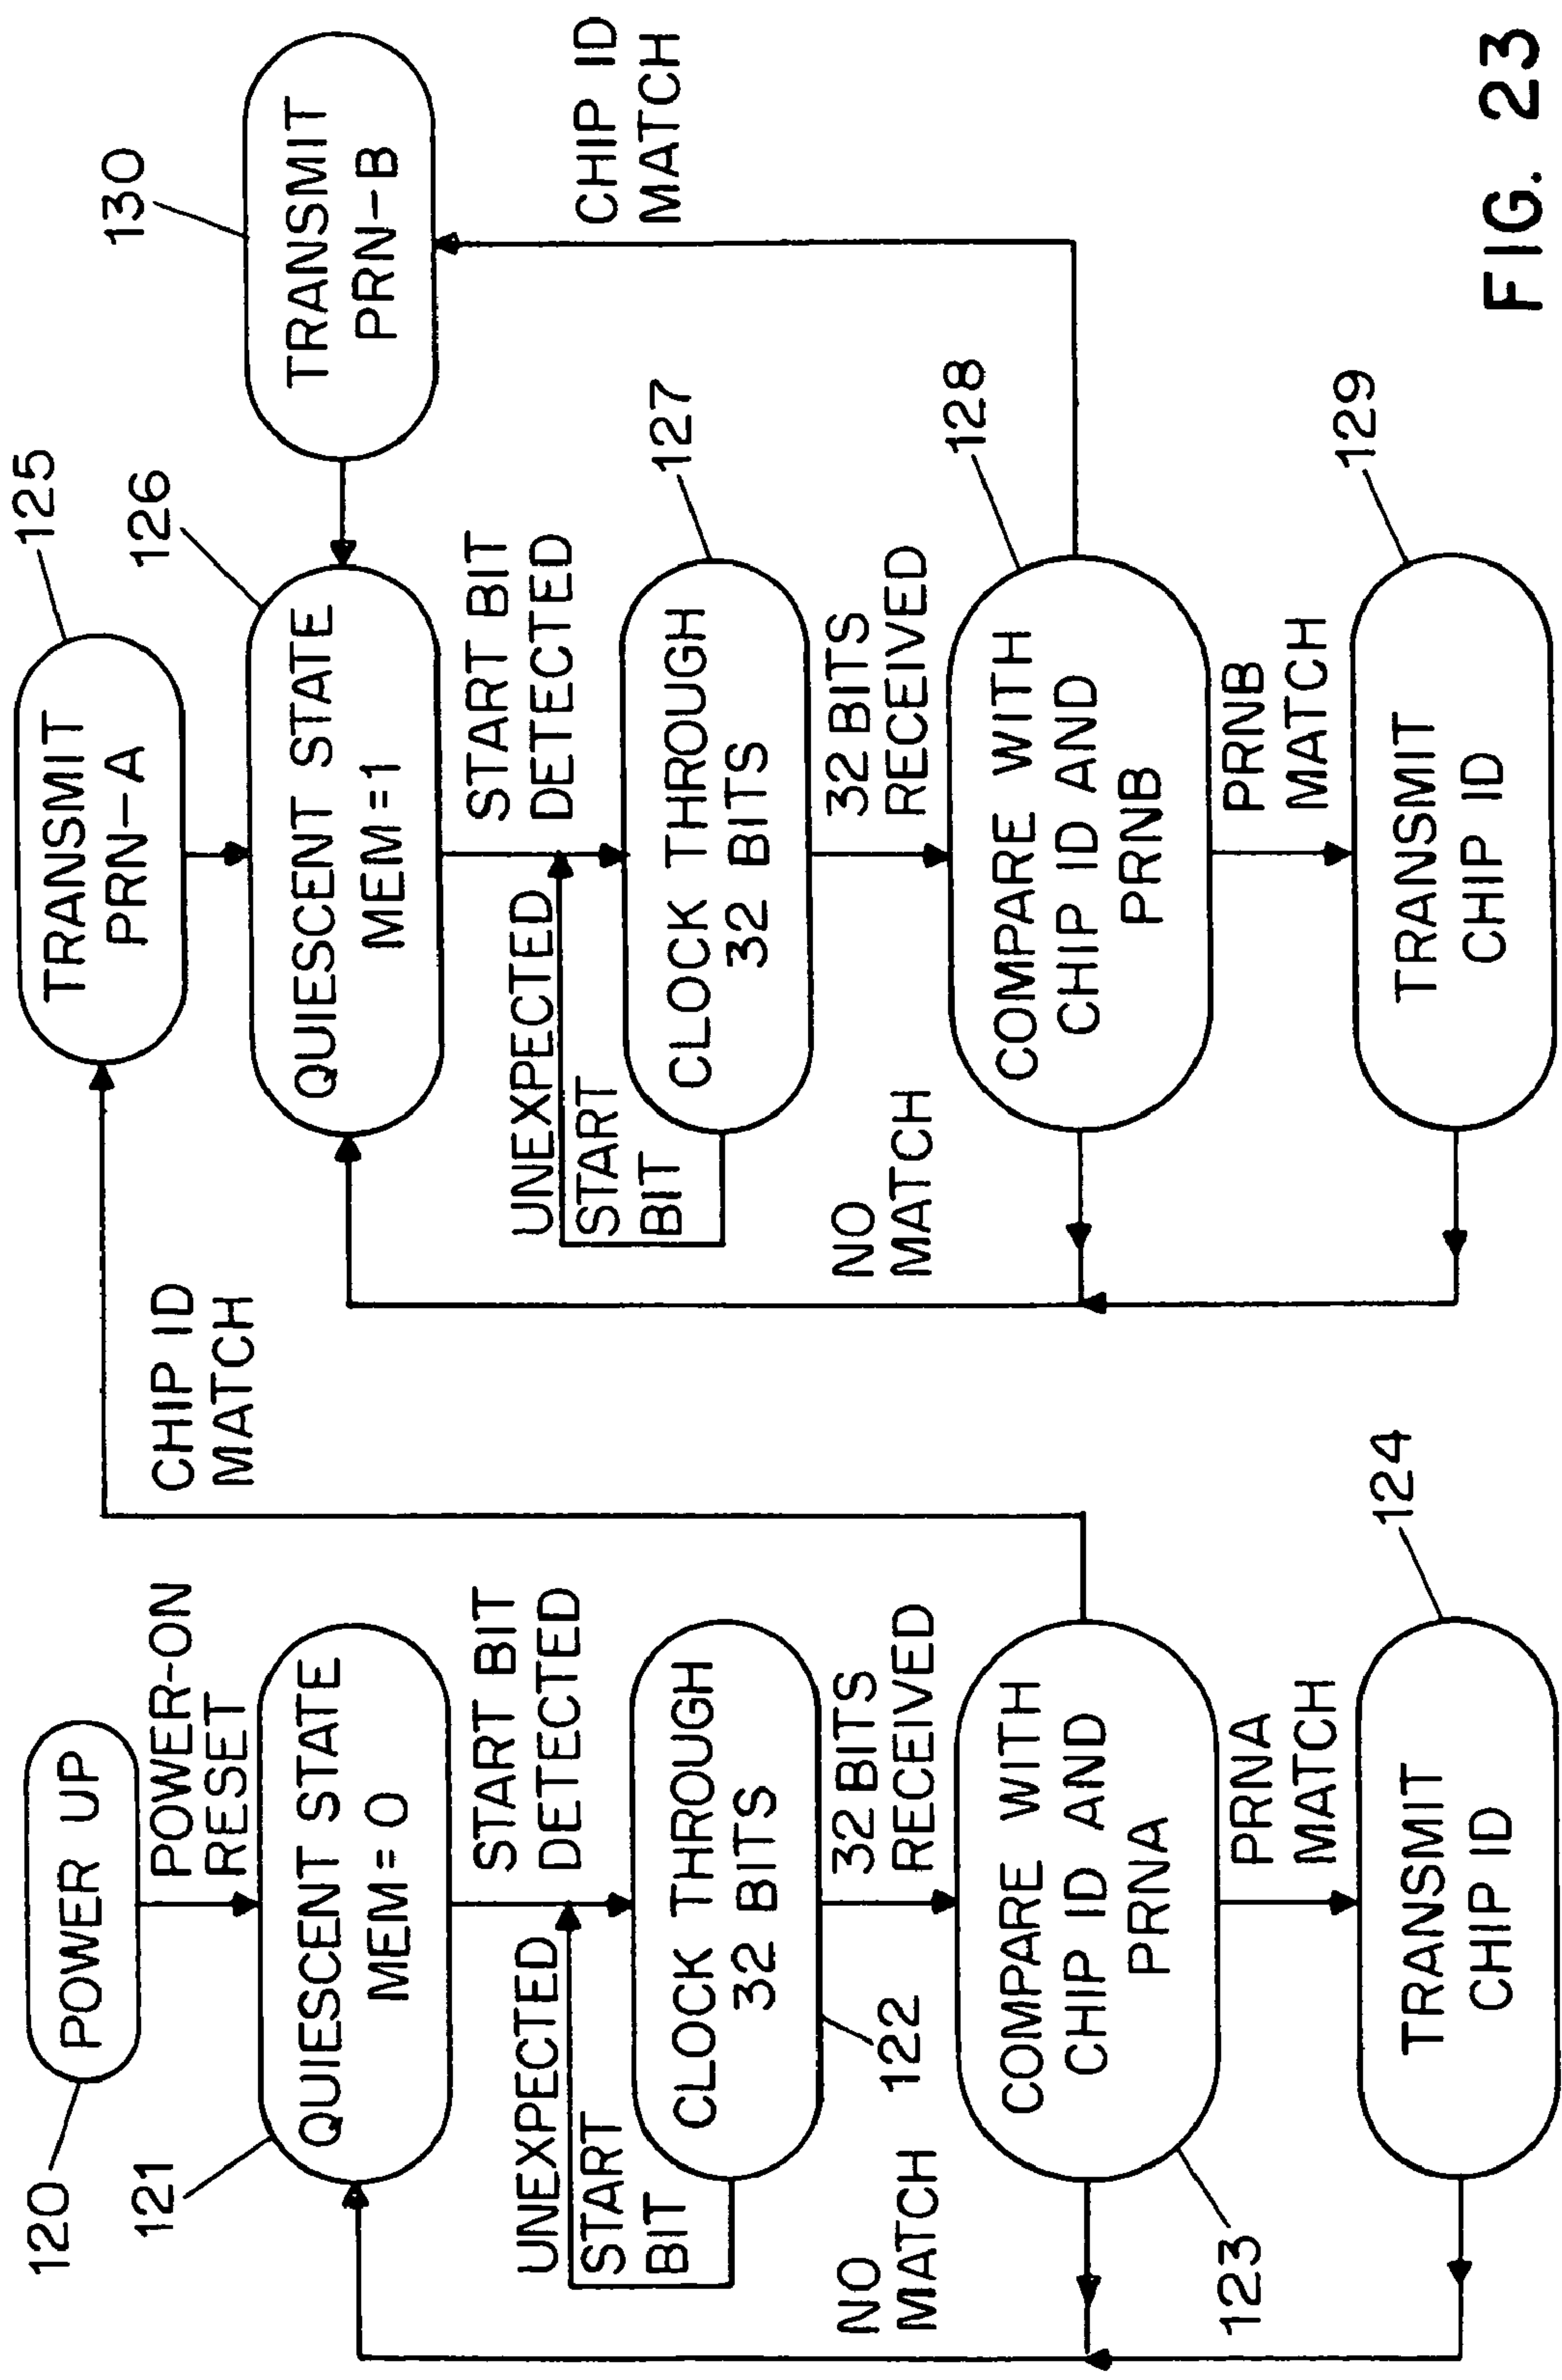 120
POWER UP
POWER-ON
RESET
121
QUIESCENT STATE
MEM = 0
START BIT
DETECTED
UNEXPECTED
START
BIT
CLOCK THROUGH
32 BITS
122
32 BITS
RECEIVED
NO
MATCH
COMPARE WITH
CHIP ID AND
PRNA
123
PRNA
MATCH
TRANSMIT
CHIP ID
124
CHIP ID
MATCH
125
TRANSMIT
PRN-A
126
QUIESCENT STATE
MEM = 1
130
TRANSMIT
PRN-B
START BIT
DETECTED
UNEXPECTED
START
BIT
CLOCK THROUGH
32 BITS
127
32 BITS
RECEIVED
NO
MATCH
COMPARE WITH
CHIP ID AND
PRNB
128
CHIP ID
MATCH
PRNB
MATCH
TRANSMIT
CHIP ID
129
FIG. 23